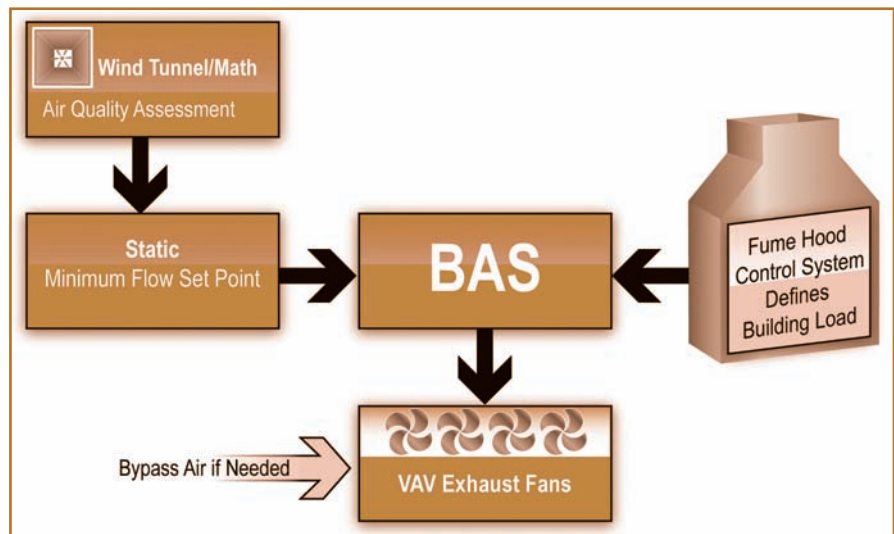 Wind Tunnel/Math
Air Quality Assessment
Static
Minimum Flow Set Point
BAS
Fume Hood
Control System
Defines
Building Load
Bypass Air if Needed
VAV Exhaust Fans